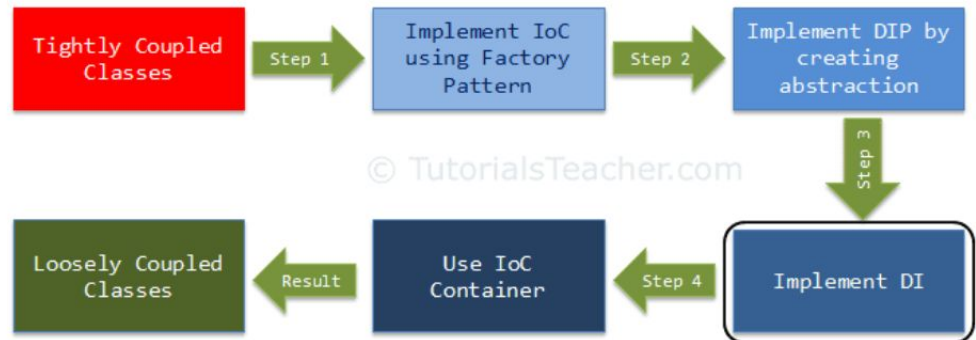 Tightly Coupled
Classes
Step 1
Implement IoC
using Factory
Pattern
Step 2
Implement DIP by
creating
abstraction
Step 3
© TutorialsTeacher.com
Implement DI
Step 4
Use IoC
Container
Result
Loosely Coupled
Classes